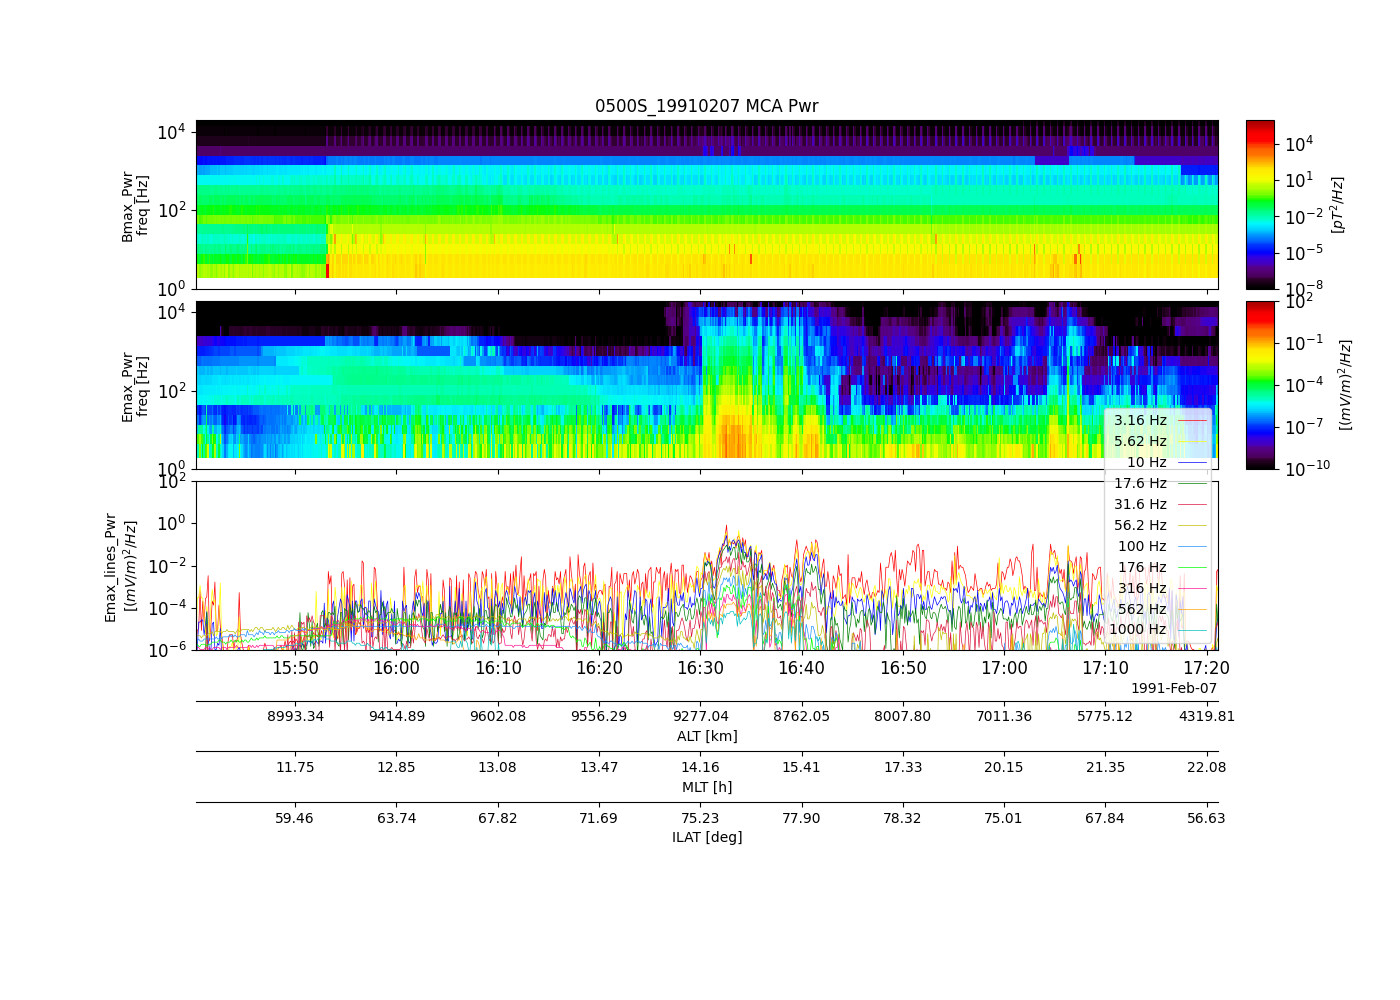 0500S_19910207 MCA Pwr
Bmax_Pwr
freq [Hz]
10^4
10^2
10^0
10^4
10^1
10^−2
10^−5
10^−8
[pT^2/Hz]
Emax_Pwr
freq [Hz]
10^4
10^2
10^0
10^2
10^−1
10^−4
10^−7
10^−10
[(mV/m)^2/Hz]
Emax_lines_Pwr
[(mV/m)^2/Hz]
10^2
10^0
10^−2
10^−4
10^−6
3.16 Hz
5.62 Hz
10 Hz
17.6 Hz
31.6 Hz
56.2 Hz
100 Hz
176 Hz
316 Hz
562 Hz
1000 Hz
15:50 16:00 16:10 16:20 16:30 16:40 16:50 17:00 17:10 17:20
1991-Feb-07
8993.34 9414.89 9602.08 9556.29 9277.04 8762.05 8007.80 7011.36 5775.12 4319.81
ALT [km]
11.75 12.85 13.08 13.47 14.16 15.41 17.33 20.15 21.35 22.08
MLT [h]
59.46 63.74 67.82 71.69 75.23 77.90 78.32 75.01 67.84 56.63
ILAT [deg]